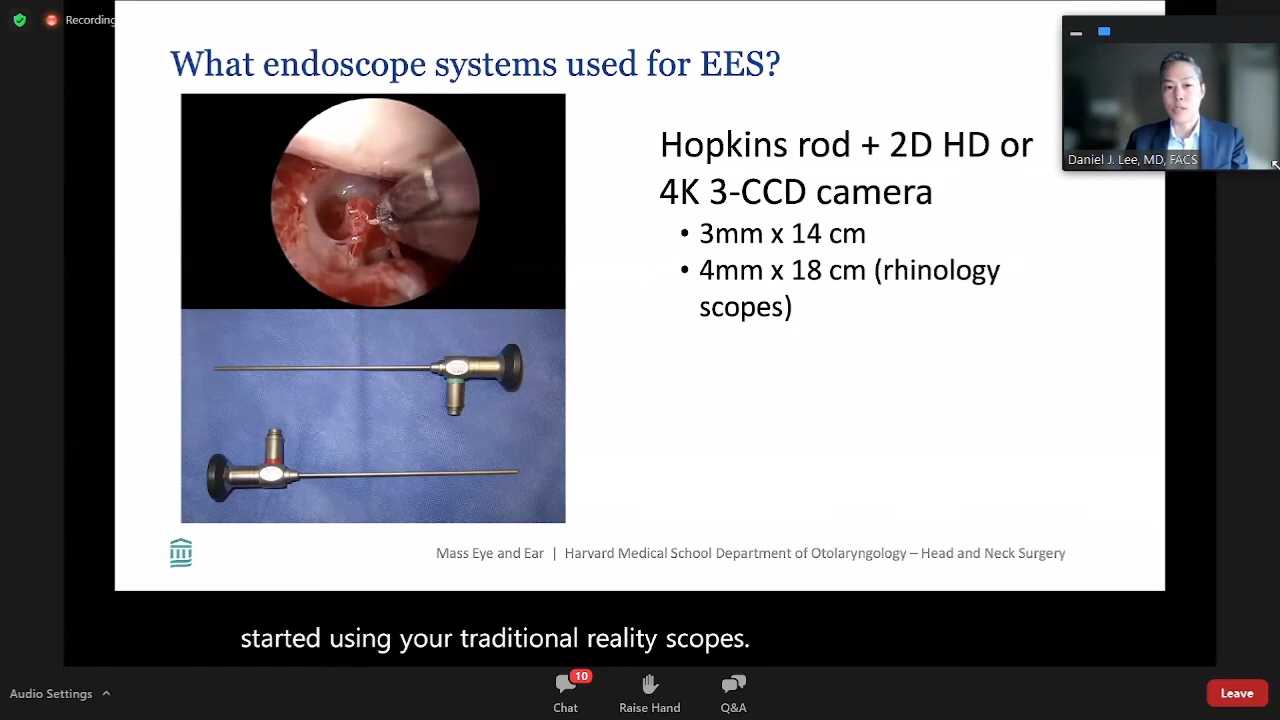 Recording
What endoscope systems used for EES?
Hopkins rod + 2D HD or
4K 3-CCD camera
• 3mm x 14 cm
• 4mm x 18 cm (rhinology
scopes)
Daniel J. Lee, MD, FACS
Mass Eye and Ear | Harvard Medical School Department of Otolaryngology – Head and Neck Surgery
started using your traditional reality scopes.
Audio Settings
10
Chat
Raise Hand
Q&A
Leave